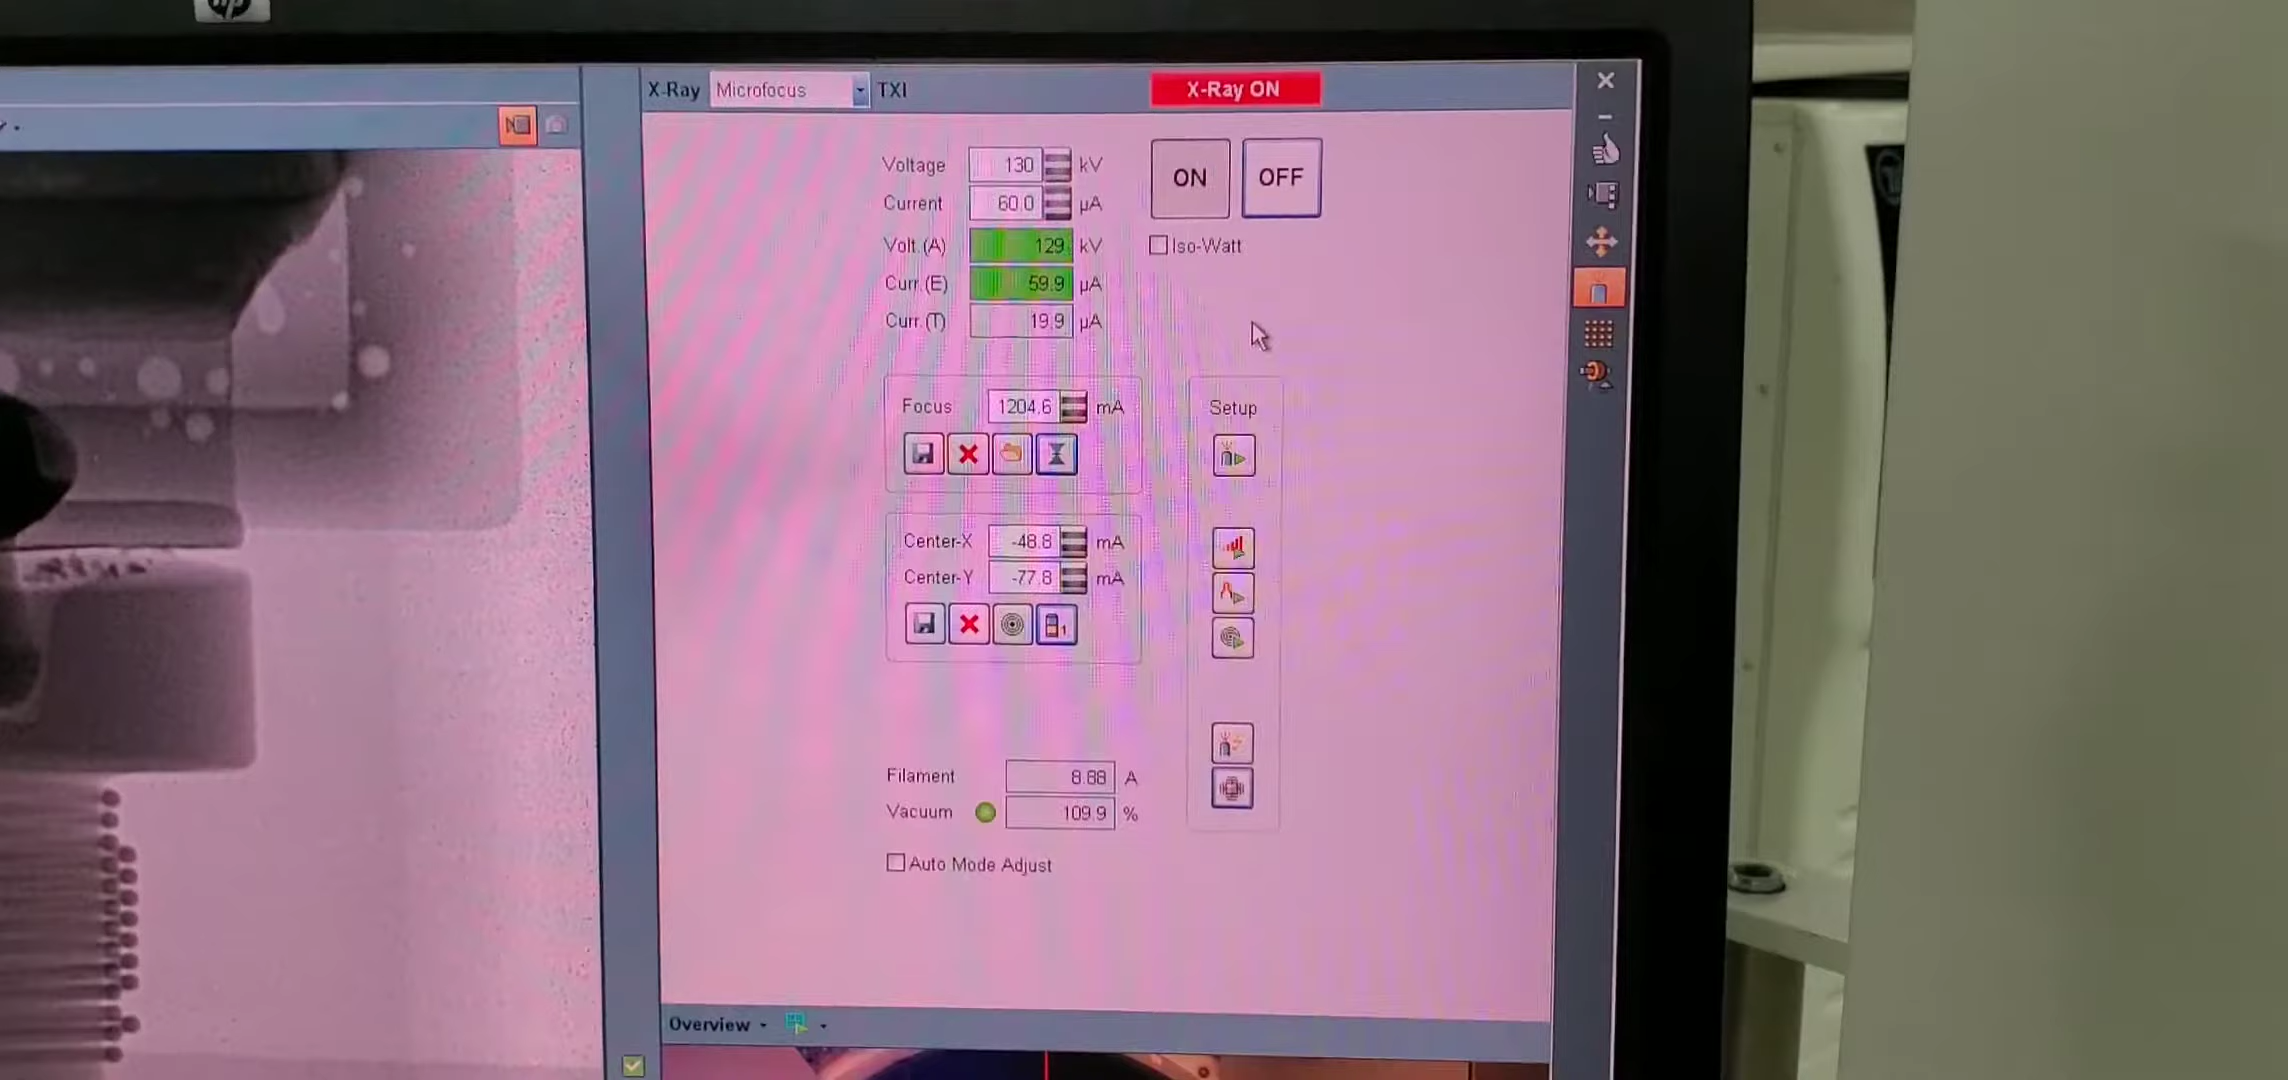 hp
X-Ray Microfocus TXI X-Ray ON
Voltage 130 kV ON OFF
Current 60.0 µA
Volt.(A) 129 kV Iso-Watt
Curr.(E) 59.9 µA
Curr.(T) 19.9 µA
Focus 1204.6 mA Setup
Center-X -48.8 mA
Center-Y -77.8 mA
1
Filament 8.88 A
Vacuum 109.9 %
Auto Mode Adjust
Overview